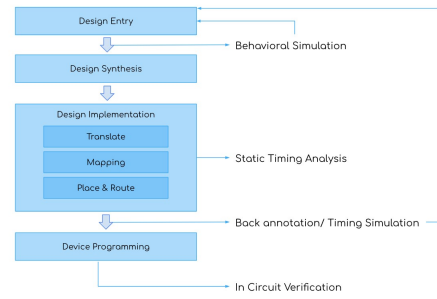 Design Entry
Behavioral Simulation
Design Synthesis
Design Implementation
Translate
Mapping
Static Timing Analysis
Place & Route
Back annotation/ Timing Simulation
Device Programming
In Circuit Verification